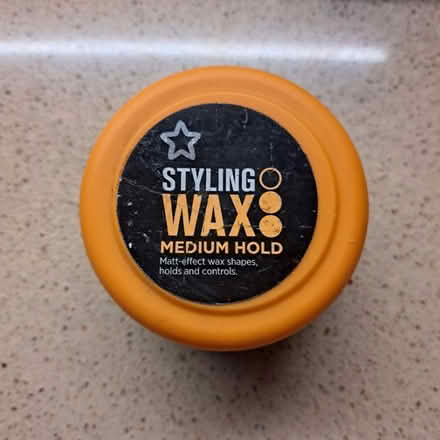 STYLING
WAX
MEDIUM HOLD
Matt-effect wax shapes,
holds and controls.